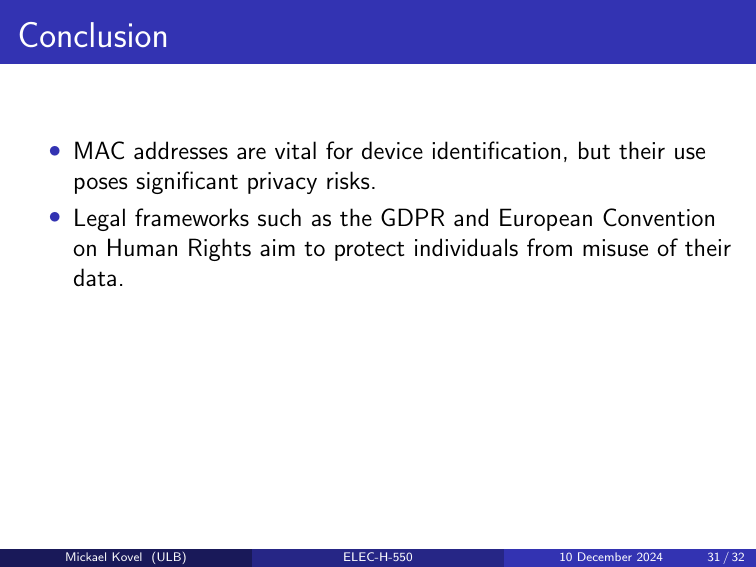 Conclusion
• MAC addresses are vital for device identification, but their use
poses significant privacy risks.
• Legal frameworks such as the GDPR and European Convention
on Human Rights aim to protect individuals from misuse of their
data.
Mickael Kovel (ULB) ELEC-H-550 10 December 2024 31 / 32